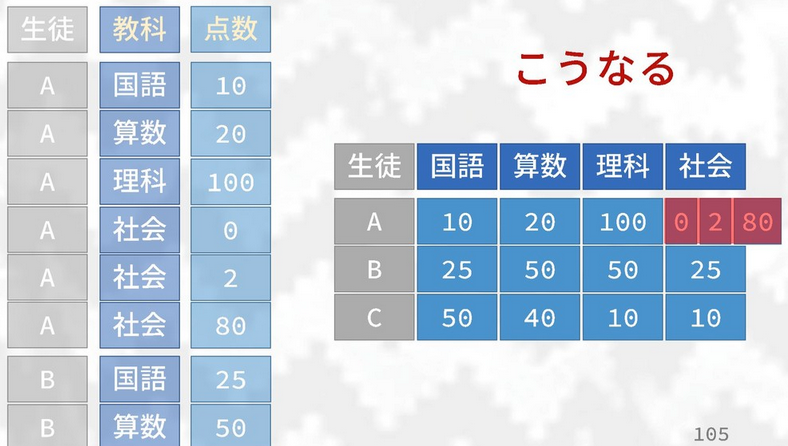 生徒 教科 点数
A 国語 10
A 算数 20
A 理科 100
A 社会 0
A 社会 2
A 社会 80
B 国語 25
B 算数 50
こうなる
生徒 国語 算数 理科 社会
A 10 20 100 0 2 80
B 25 50 50 25
C 50 40 10 10
105